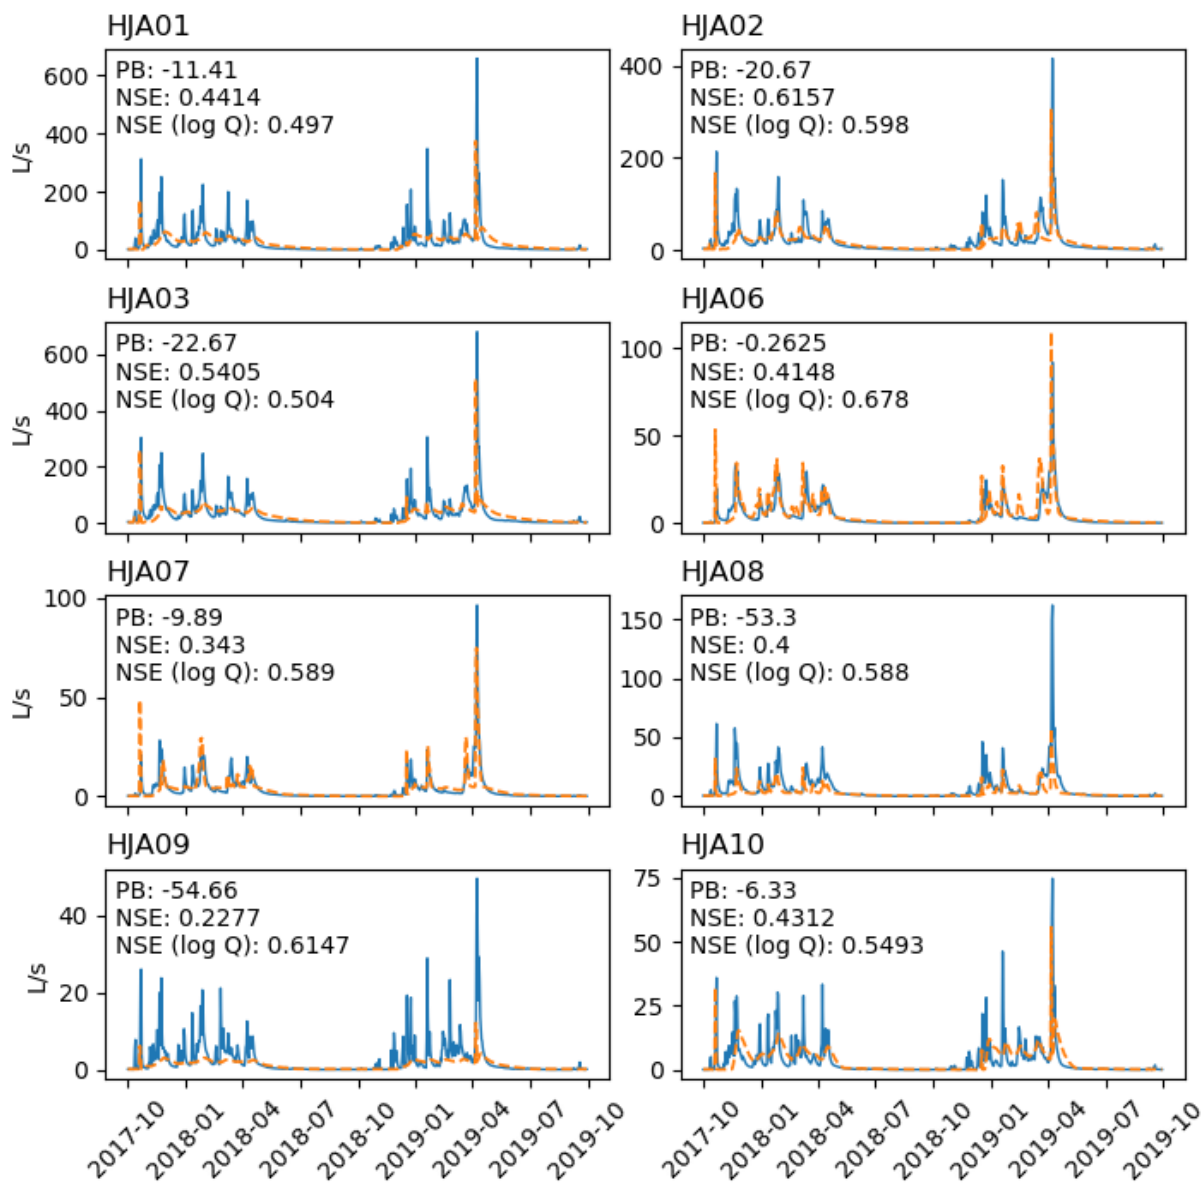 HJA01
PB: -11.41
NSE: 0.4414
NSE (log Q): 0.497
600
400
200
0
L/s
HJA02
PB: -20.67
NSE: 0.6157
NSE (log Q): 0.598
400
200
0
HJA03
PB: -22.67
NSE: 0.5405
NSE (log Q): 0.504
600
400
200
0
L/s
HJA06
PB: -0.2625
NSE: 0.4148
NSE (log Q): 0.678
100
50
0
HJA07
PB: -9.89
NSE: 0.343
NSE (log Q): 0.589
100
50
0
L/s
HJA08
PB: -53.3
NSE: 0.4
NSE (log Q): 0.588
150
100
50
0
HJA09
PB: -54.66
NSE: 0.2277
NSE (log Q): 0.6147
40
20
0
L/s
2017-10
2018-01
2018-04
2018-07
2018-10
2019-01
2019-04
2019-07
2019-10
HJA10
PB: -6.33
NSE: 0.4312
NSE (log Q): 0.5493
75
50
25
0
2017-10
2018-01
2018-04
2018-07
2018-10
2019-01
2019-04
2019-07
2019-10